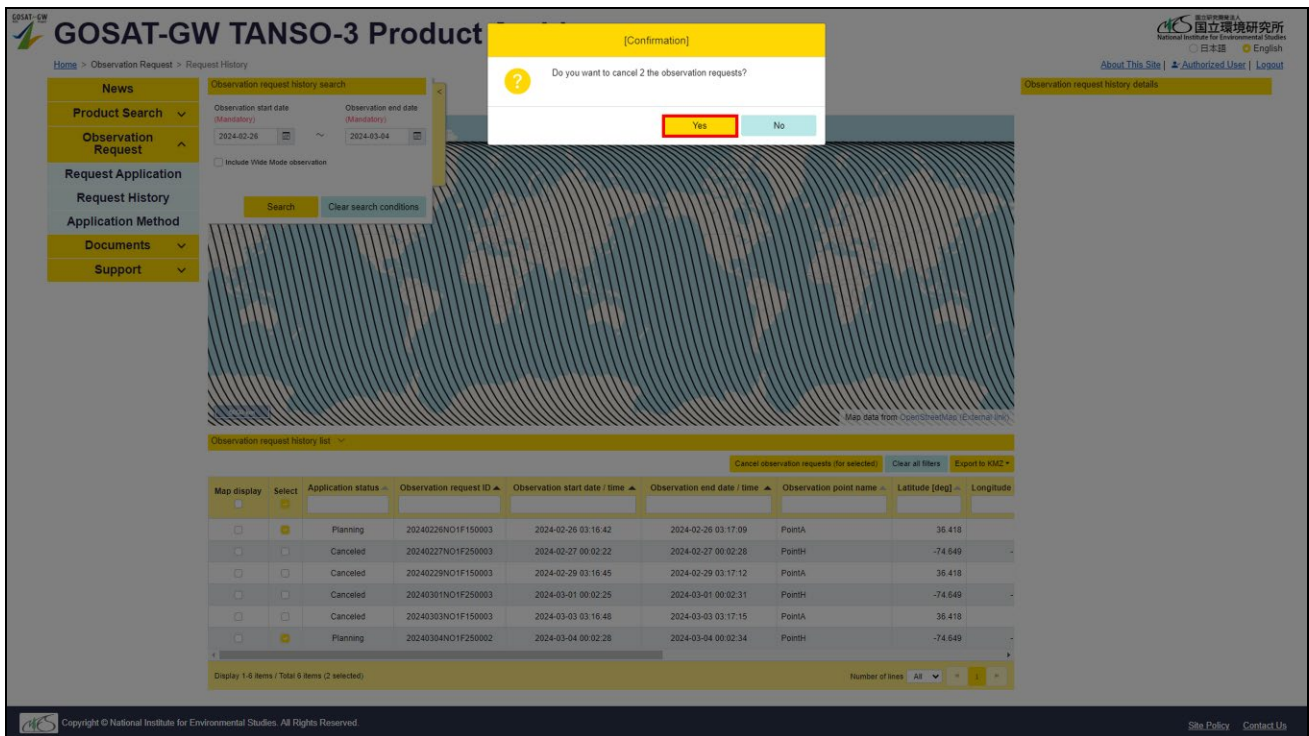 GOSAT-GW
GOSAT-GW TANSO-3 Product
国立研究開発法人
国立環境研究所
National Institute for Environmental Studies
日本語 English
Home > Observation Request > Request History
About This Site | Authorized User | Logout
[Confirmation]
Do you want to cancel 2 the observation requests?
Yes No
News
Product Search
Observation Request
Request Application
Request History
Application Method
Documents
Support
Observation request history search
<
Observation start date
(Mandatory)
Observation end date
(Mandatory)
2024-02-26 ~ 2024-03-04
Include Wide Mode observation
Search Clear search conditions
Observation request history details
Map data from OpenStreetMap (External link)
Observation request history list
Cancel observation requests (for selected) Clear all filters Export to KMZ
Map display Select Application status Observation request ID Observation start date / time Observation end date / time Observation point name Latitude [deg] Longitude
Planning 20240226NO1F150003 2024-02-26 03:16:42 2024-02-26 03:17:09 PointA 36.418
Canceled 20240227NO1F250003 2024-02-27 00:02:22 2024-02-27 00:02:28 PointH -74.649 -
Canceled 20240229NO1F150003 2024-02-29 03:16:45 2024-02-29 03:17:12 PointA 36.418
Canceled 20240301NO1F250003 2024-03-01 00:02:25 2024-03-01 00:02:31 PointH -74.649 -
Canceled 20240303NO1F150003 2024-03-03 03:16:48 2024-03-03 03:17:15 PointA 36.418
Planning 20240304NO1F250002 2024-03-04 00:02:28 2024-03-04 00:02:34 PointH -74.649 -
Display 1-6 items / Total 6 items (2 selected)
Number of lines All « 1 »
Copyright © National Institute for Environmental Studies. All Rights Reserved.
Site Policy Contact Us